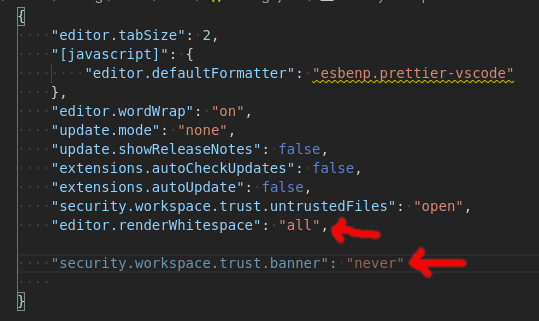 {
"editor.tabSize": 2,
"[javascript]": {
"editor.defaultFormatter": "esbenp.prettier-vscode"
},
"editor.wordWrap": "on",
"update.mode": "none",
"update.showReleaseNotes": false,
"extensions.autoCheckUpdates": false,
"extensions.autoUpdate": false,
"security.workspace.trust.untrustedFiles": "open",
"editor.renderWhitespace": "all",
"security.workspace.trust.banner": "never"
}